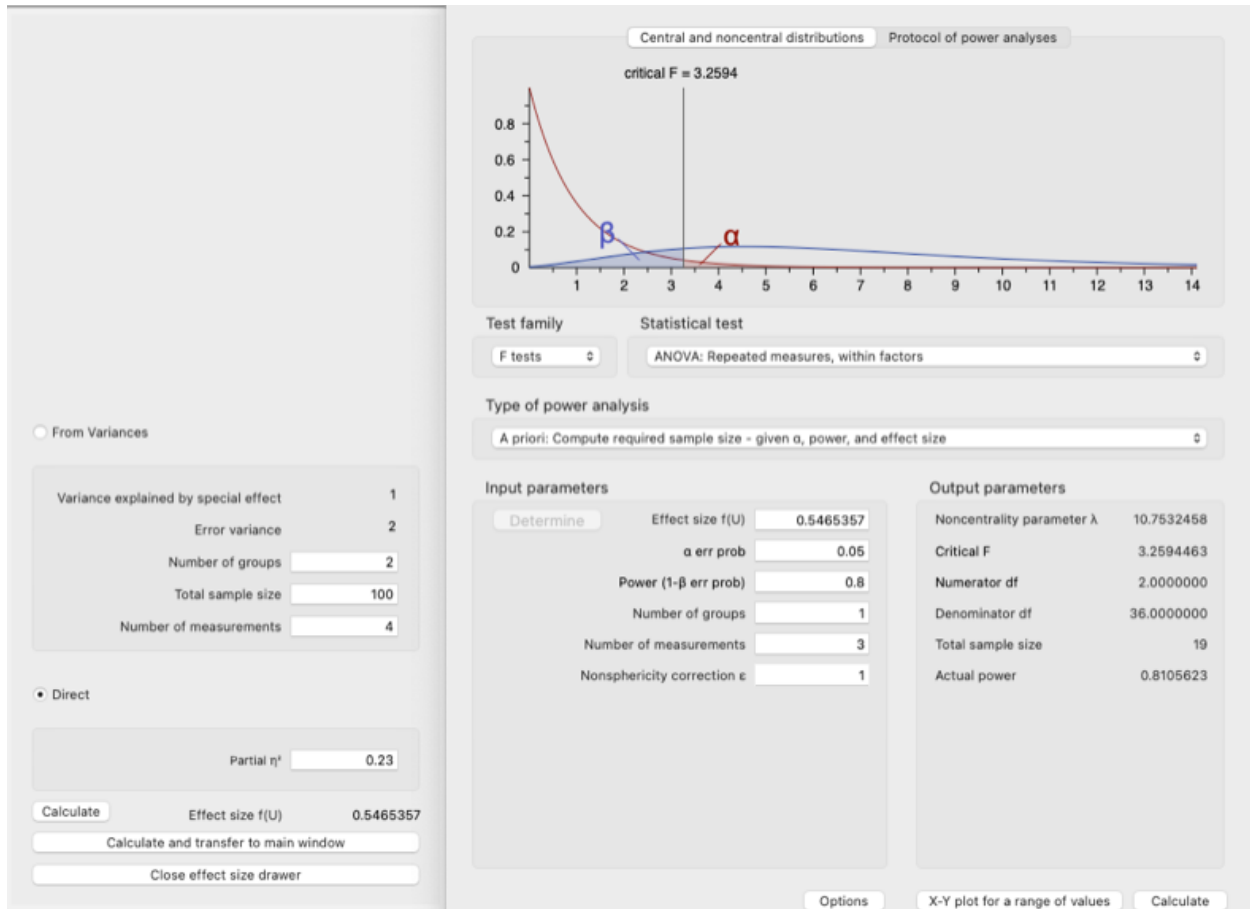 Central and noncentral distributions Protocol of power analyses
critical F = 3.2594
0.8
0.6
0.4
0.2
0
β
α
1 2 3 4 5 6 7 8 9 10 11 12 13 14
Test family Statistical test
F tests ANOVA: Repeated measures, within factors
Type of power analysis
A priori: Compute required sample size - given α, power, and effect size
From Variances
Variance explained by special effect 1
Error variance 2
Number of groups 2
Total sample size 100
Number of measurements 4
Direct
Partial η² 0.23
Calculate Effect size f(U) 0.5465357
Calculate and transfer to main window
Close effect size drawer
Input parameters
Determine Effect size f(U) 0.5465357
α err prob 0.05
Power (1-β err prob) 0.8
Number of groups 1
Number of measurements 3
Nonsphericity correction ε 1
Output parameters
Noncentrality parameter λ 10.7532458
Critical F 3.2594463
Numerator df 2.0000000
Denominator df 36.0000000
Total sample size 19
Actual power 0.8105623
Options X-Y plot for a range of values Calculate